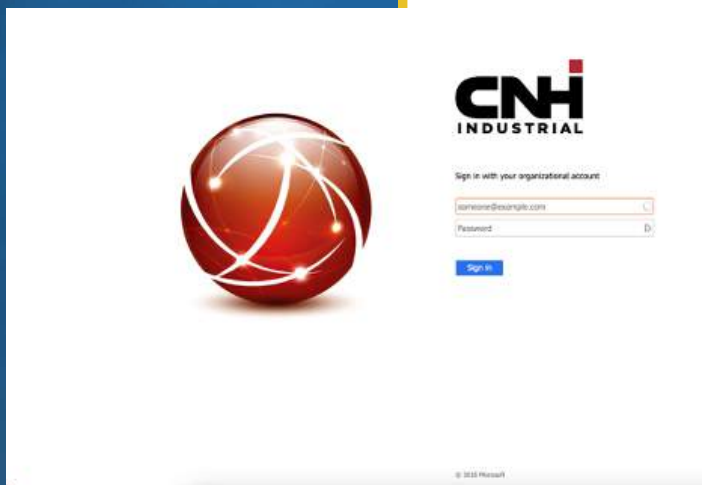 CNH
INDUSTRIAL
Sign in with your organizational account
someone@example.com
Password
Sign in
© 2016 Microsoft